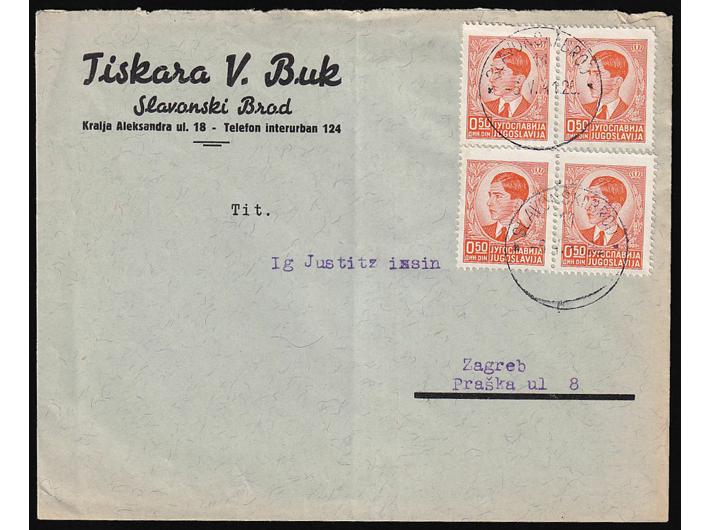 Tiskara V. Buk
Slavonski Brod
Kralja Aleksandra ul. 18 - Telefon interurban 124
Tit.
Ig Justitz ixsin
Zagreb
Praška ul 8
0.50 ЈУГОСЛАВИЈА
ДИН DIN JUGOSLAVIJA
0.50 ЈУГОСЛАВИЈА
ДИН DIN JUGOSLAVIJA
0.50 ЈУГОСЛАВИЈА
ДИН DIN JUGOSLAVIJA
0.50 ЈУГОСЛАВИЈА
ДИН DIN JUGOSLAVIJA